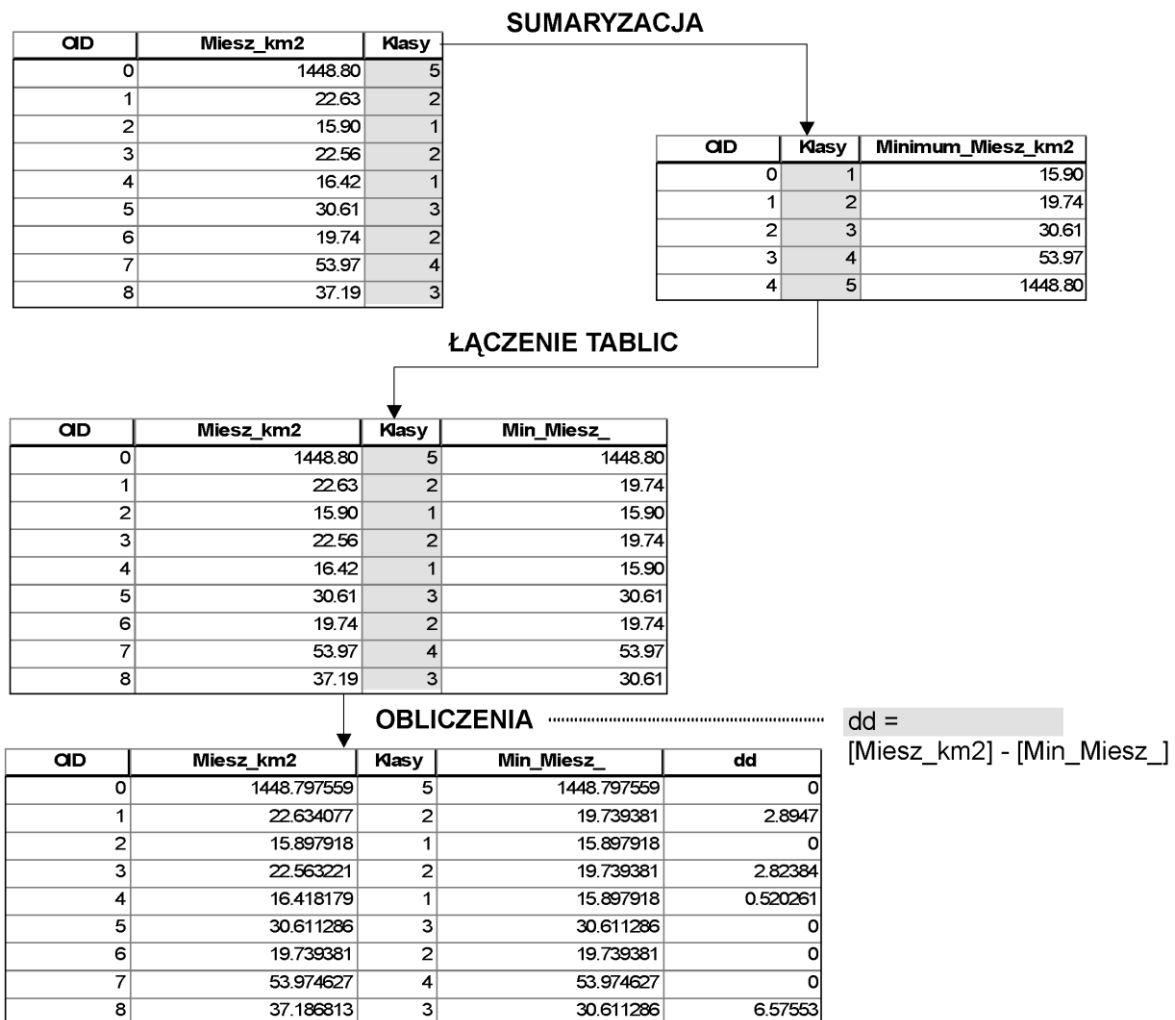 SUMARYZACJA
OID Miesz_km2 Klasy
0 1448.80 5
1 22.63 2
2 15.90 1
3 22.56 2
4 16.42 1
5 30.61 3
6 19.74 2
7 53.97 4
8 37.19 3
OID Klasy Minimum_Miesz_km2
0 1 15.90
1 2 19.74
2 3 30.61
3 4 53.97
4 5 1448.80
ŁĄCZENIE TABLIC
OID Miesz_km2 Klasy Min_Miesz_
0 1448.80 5 1448.80
1 22.63 2 19.74
2 15.90 1 15.90
3 22.56 2 19.74
4 16.42 1 15.90
5 30.61 3 30.61
6 19.74 2 19.74
7 53.97 4 53.97
8 37.19 3 30.61
OBLICZENIA
dd =
[Miesz_km2] - [Min_Miesz_]
OID Miesz_km2 Klasy Min_Miesz_ dd
0 1448.797559 5 1448.797559 0
1 22.634077 2 19.739381 2.8947
2 15.897918 1 15.897918 0
3 22.563221 2 19.739381 2.82384
4 16.418179 1 15.897918 0.520261
5 30.611286 3 30.611286 0
6 19.739381 2 19.739381 0
7 53.974627 4 53.974627 0
8 37.186813 3 30.611286 6.57553